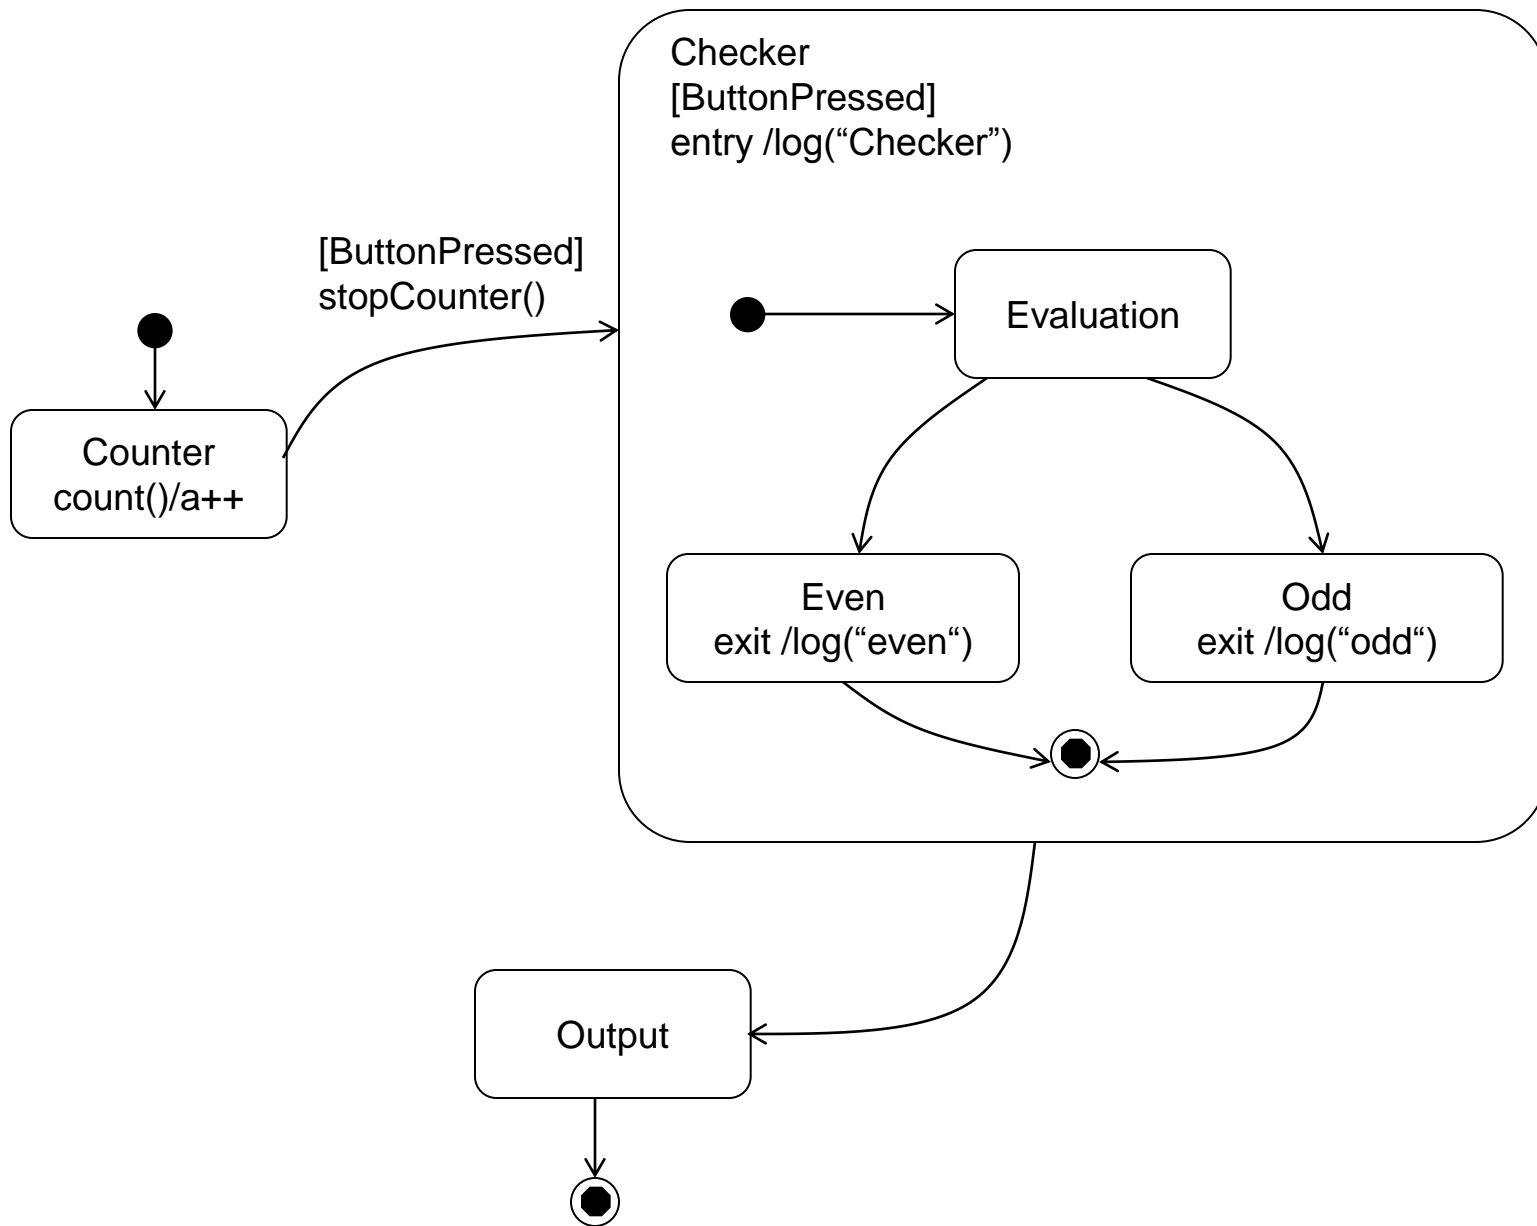 Checker
[ButtonPressed]
entry /log(“Checker”)
[ButtonPressed]
stopCounter()
Evaluation
Counter
count()/a++
Even
exit /log(“even“)
Odd
exit /log(“odd“)
Output